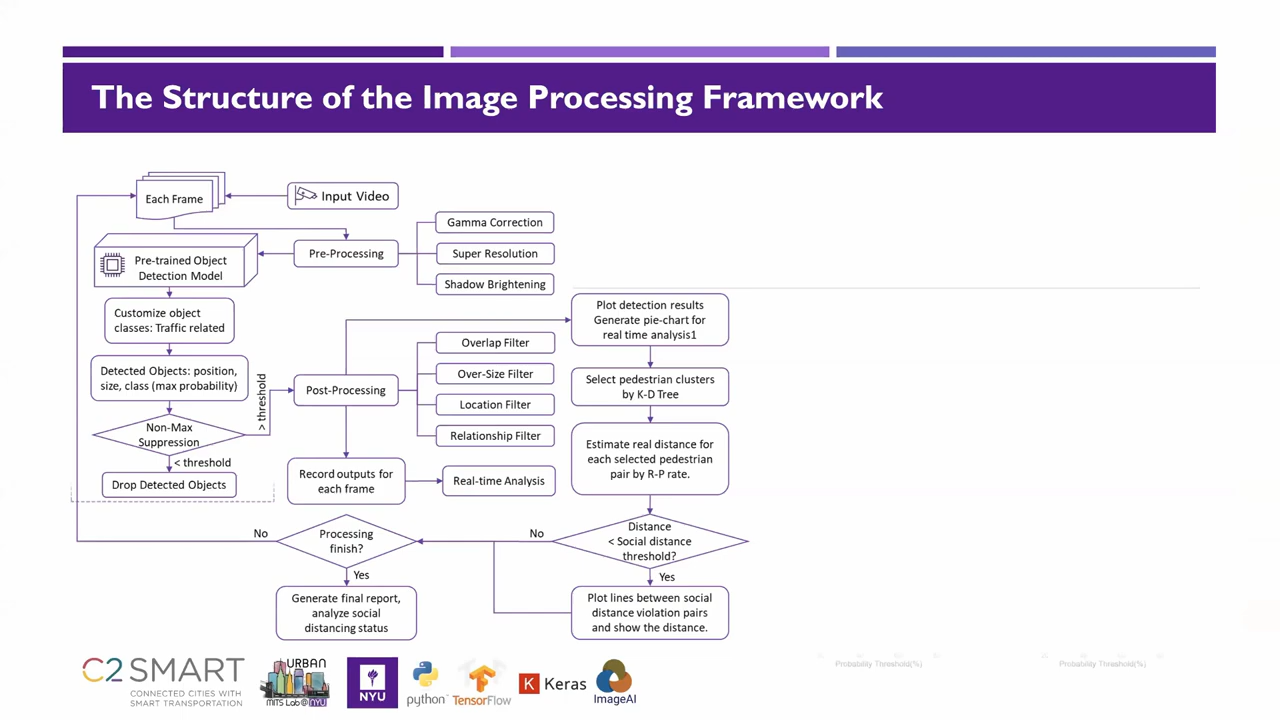 The Structure of the Image Processing Framework
Each Frame
Input Video
Pre-Processing
Gamma Correction
Super Resolution
Shadow Brightening
Pre-trained Object
Detection Model
Customize object
classes: Traffic related
Detected Objects: position,
size, class (max probability)
Non-Max
Suppression
> threshold
< threshold
Drop Detected Objects
Post-Processing
Overlap Filter
Over-Size Filter
Location Filter
Relationship Filter
Record outputs for
each frame
Real-time Analysis
Plot detection results
Generate pie-chart for
real time analysis1
Select pedestrian clusters
by K-D Tree
Estimate real distance for
each selected pedestrian
pair by R-P rate.
Distance
< Social distance
threshold?
No
Yes
Plot lines between social
distance violation pairs
and show the distance.
Processing
finish?
No
Yes
Generate final report,
analyze social
distancing status
C2SMART
CONNECTED CITIES WITH
SMART TRANSPORTATION
URBAN
MITS Lab@NYU
NYU
python
TensorFlow
K Keras
ImageAI
Probability Threshold(%)
Probability Threshold(%)